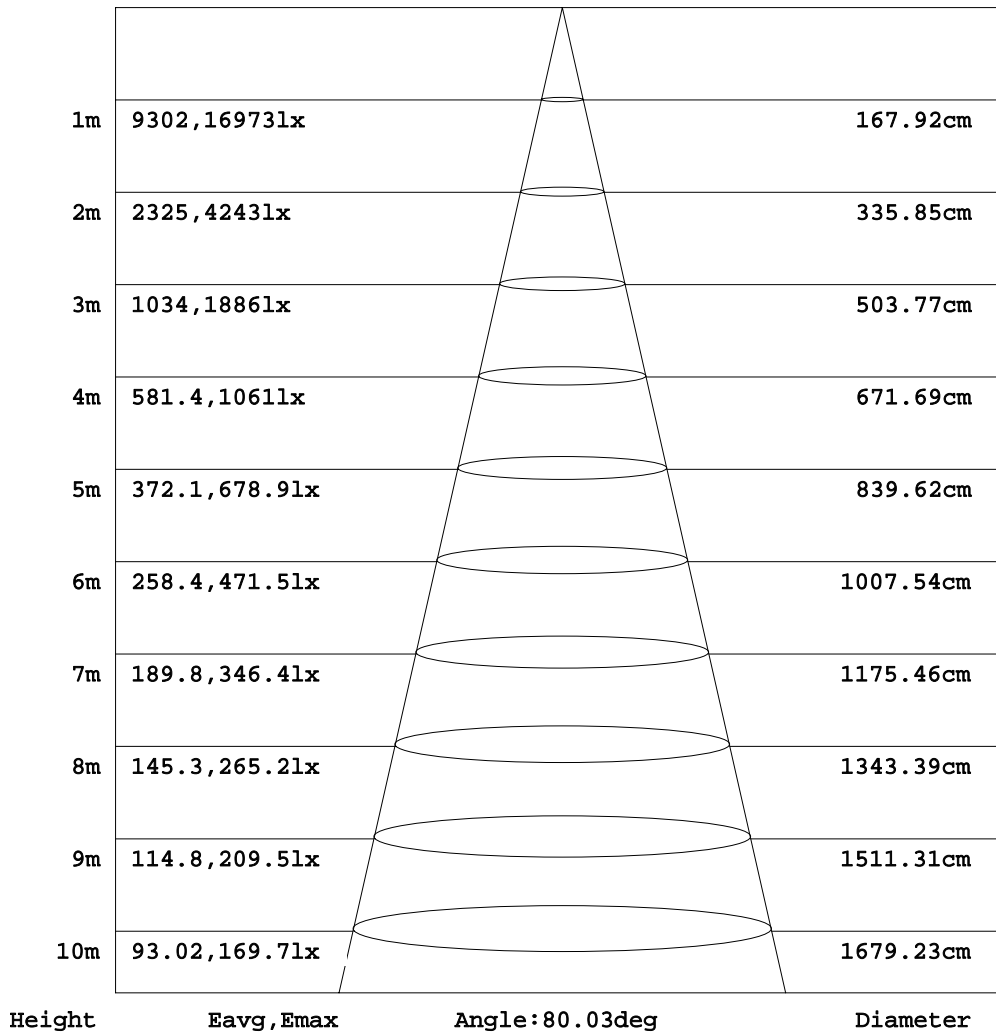 1m 9302,16973lx 167.92cm
2m 2325,4243lx 335.85cm
3m 1034,1886lx 503.77cm
4m 581.4,1061lx 671.69cm
5m 372.1,678.9lx 839.62cm
6m 258.4,471.5lx 1007.54cm
7m 189.8,346.4lx 1175.46cm
8m 145.3,265.2lx 1343.39cm
9m 114.8,209.5lx 1511.31cm
10m 93.02,169.7lx 1679.23cm
Height Eavg,Emax Angle:80.03deg Diameter